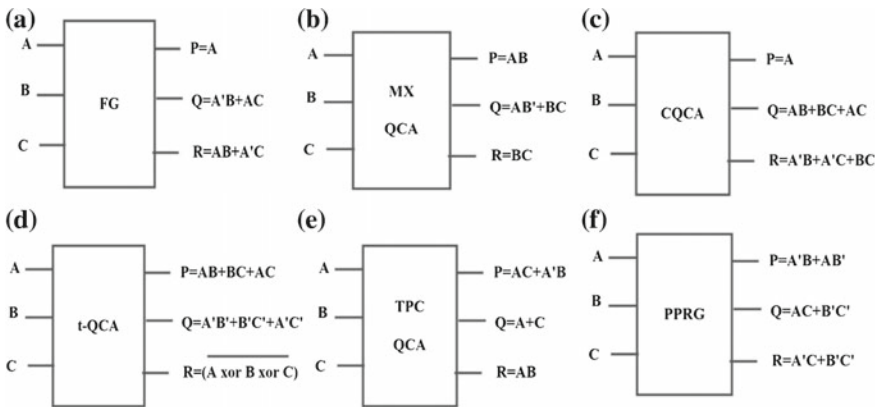 (a)
A
B
C
FG
P=A
Q=A'B+AC
R=AB+A'C
(b)
A
B
C
MX
QCA
P=AB
Q=AB'+BC
R=BC
(c)
A
B
C
CQCA
P=A
Q=AB+BC+AC
R=A'B+A'C+BC
(d)
A
B
C
t-QCA
P=AB+BC+AC
Q=A'B'+B'C'+A'C'
R=(A xor B xor C)
(e)
A
B
C
TPC
QCA
P=AC+A'B
Q=A+C
R=AB
(f)
A
B
C
PPRG
P=A'B+AB'
Q=AC+B'C'
R=A'C+B'C'